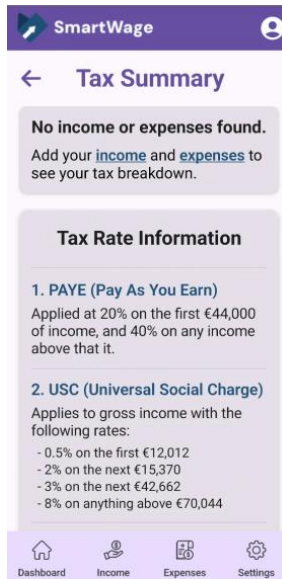 SmartWage
Tax Summary
No income or expenses found.
Add your income and expenses to
see your tax breakdown.
Tax Rate Information
1. PAYE (Pay As You Earn)
Applied at 20% on the first €44,000
of income, and 40% on any income
above that it.
2. USC (Universal Social Charge)
Applies to gross income with the
following rates:
- 0.5% on the first €12,012
- 2% on the next €15,370
- 3% on the next €42,662
- 8% on anything above €70,044
Dashboard Income Expenses Settings